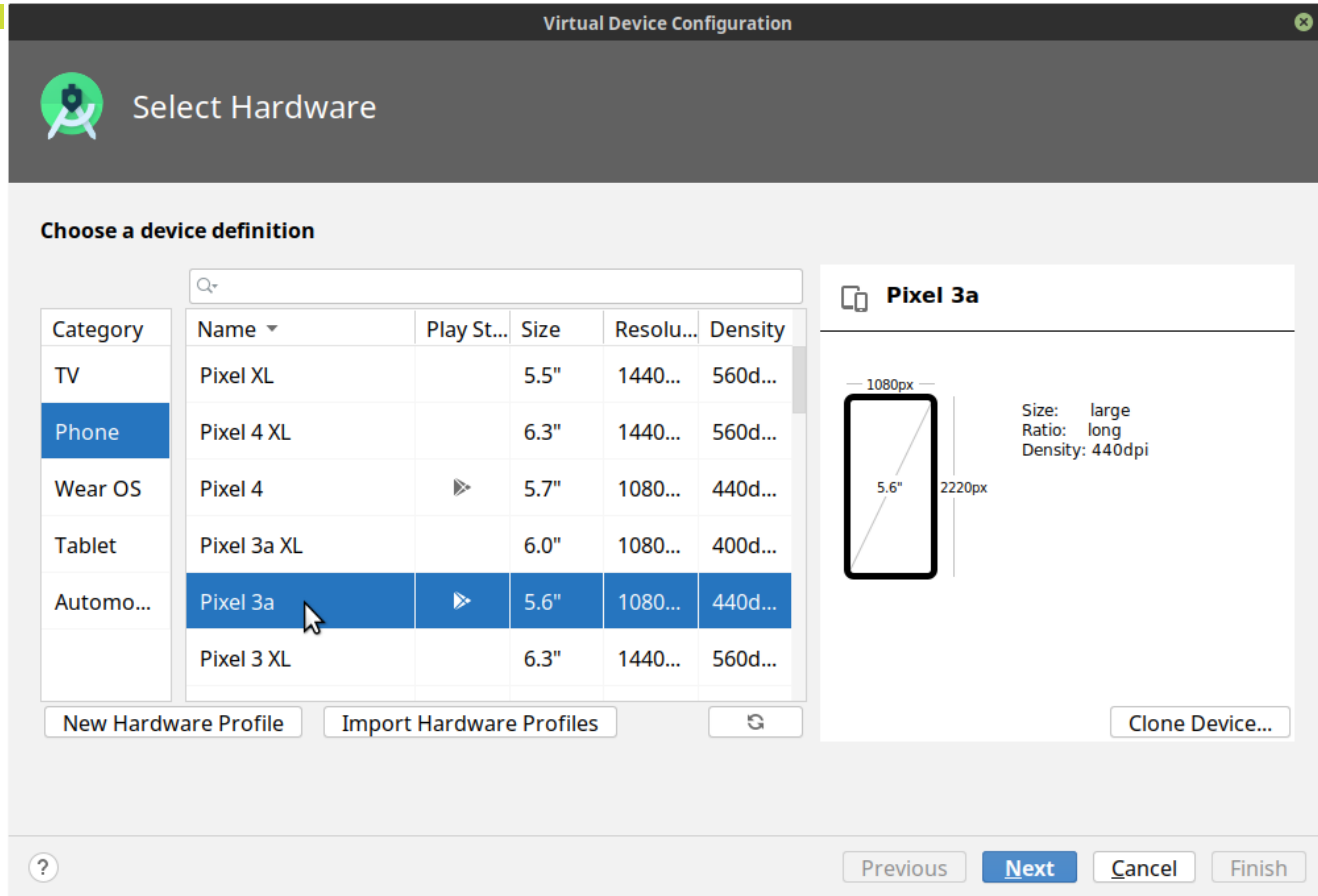 Virtual Device Configuration
Select Hardware
Choose a device definition
Category
TV
Phone
Wear OS
Tablet
Automo...
Name Play St... Size Resolu... Density
Pixel XL 5.5" 1440... 560d...
Pixel 4 XL 6.3" 1440... 560d...
Pixel 4 5.7" 1080... 440d...
Pixel 3a XL 6.0" 1080... 400d...
Pixel 3a 5.6" 1080... 440d...
Pixel 3 XL 6.3" 1440... 560d...
New Hardware Profile Import Hardware Profiles
Pixel 3a
1080px
5.6"
2220px
Size: large
Ratio: long
Density: 440dpi
Clone Device...
? Previous Next Cancel Finish